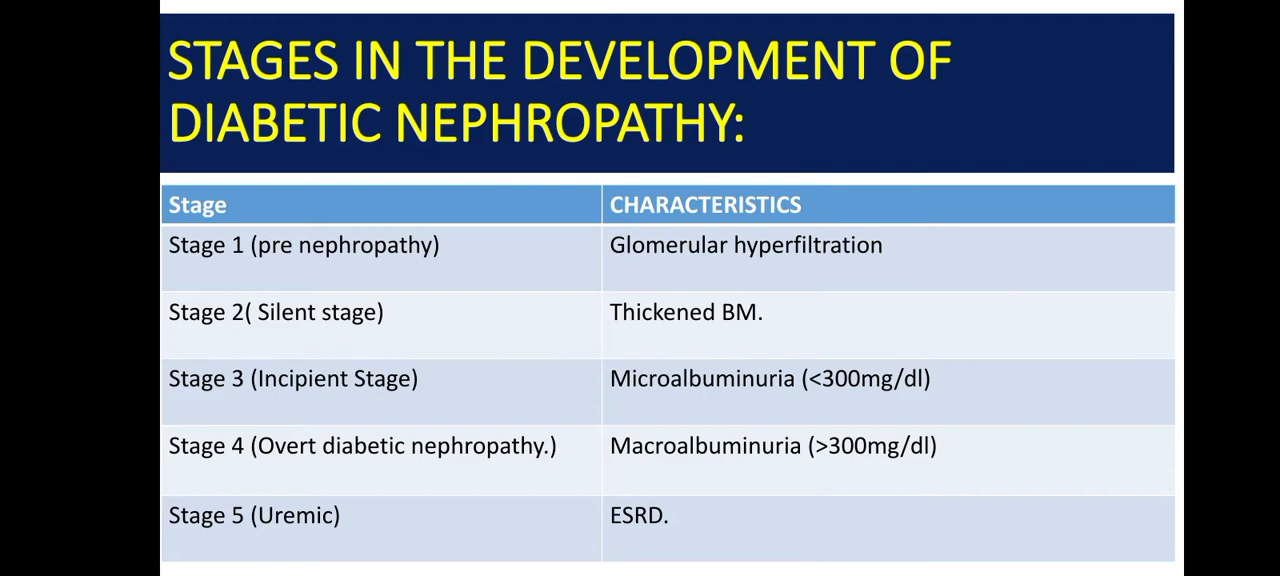 STAGES IN THE DEVELOPMENT OF
DIABETIC NEPHROPATHY:
Stage CHARACTERISTICS
Stage 1 (pre nephropathy) Glomerular hyperfiltration
Stage 2( Silent stage) Thickened BM.
Stage 3 (Incipient Stage) Microalbuminuria (<300mg/dl)
Stage 4 (Overt diabetic nephropathy.) Macroalbuminuria (>300mg/dl)
Stage 5 (Uremic) ESRD.